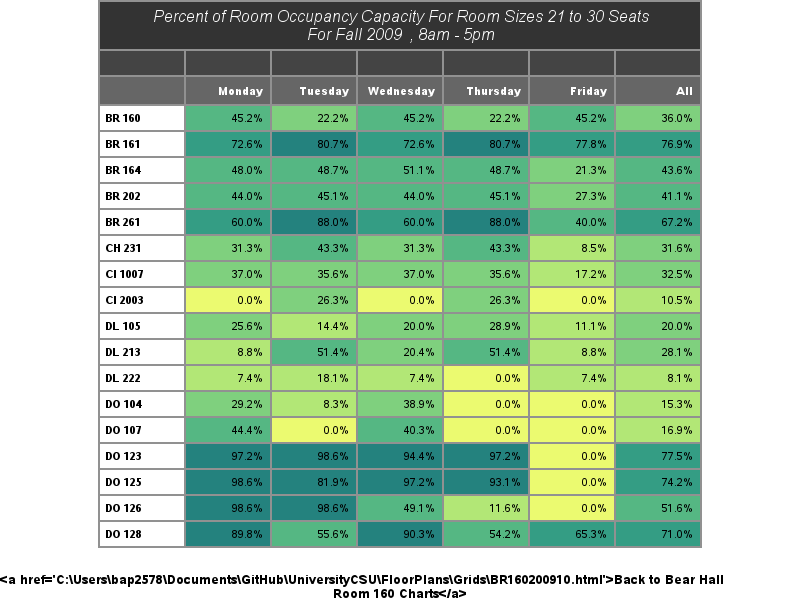 Percent of Room Occupancy Capacity For Room Sizes 21 to 30 Seats
For Fall 2009 , 8am - 5pm
Monday Tuesday Wednesday Thursday Friday All
BR 160 45.2% 22.2% 45.2% 22.2% 45.2% 36.0%
BR 161 72.6% 80.7% 72.6% 80.7% 77.8% 76.9%
BR 164 48.0% 48.7% 51.1% 48.7% 21.3% 43.6%
BR 202 44.0% 45.1% 44.0% 45.1% 27.3% 41.1%
BR 261 60.0% 88.0% 60.0% 88.0% 40.0% 67.2%
CH 231 31.3% 43.3% 31.3% 43.3% 8.5% 31.6%
CI 1007 37.0% 35.6% 37.0% 35.6% 17.2% 32.5%
CI 2003 0.0% 26.3% 0.0% 26.3% 0.0% 10.5%
DL 105 25.6% 14.4% 20.0% 28.9% 11.1% 20.0%
DL 213 8.8% 51.4% 20.4% 51.4% 8.8% 28.1%
DL 222 7.4% 18.1% 7.4% 0.0% 7.4% 8.1%
DO 104 29.2% 8.3% 38.9% 0.0% 0.0% 15.3%
DO 107 44.4% 0.0% 40.3% 0.0% 0.0% 16.9%
DO 123 97.2% 98.6% 94.4% 97.2% 0.0% 77.5%
DO 125 98.6% 81.9% 97.2% 93.1% 0.0% 74.2%
DO 126 98.6% 98.6% 49.1% 11.6% 0.0% 51.6%
DO 128 89.8% 55.6% 90.3% 54.2% 65.3% 71.0%
<a href='C:\Users\bap2578\Documents\GitHub\UniversityCSU\FloorPlans\Grids\BR160200910.html'>Back to Bear Hall
Room 160 Charts</a>